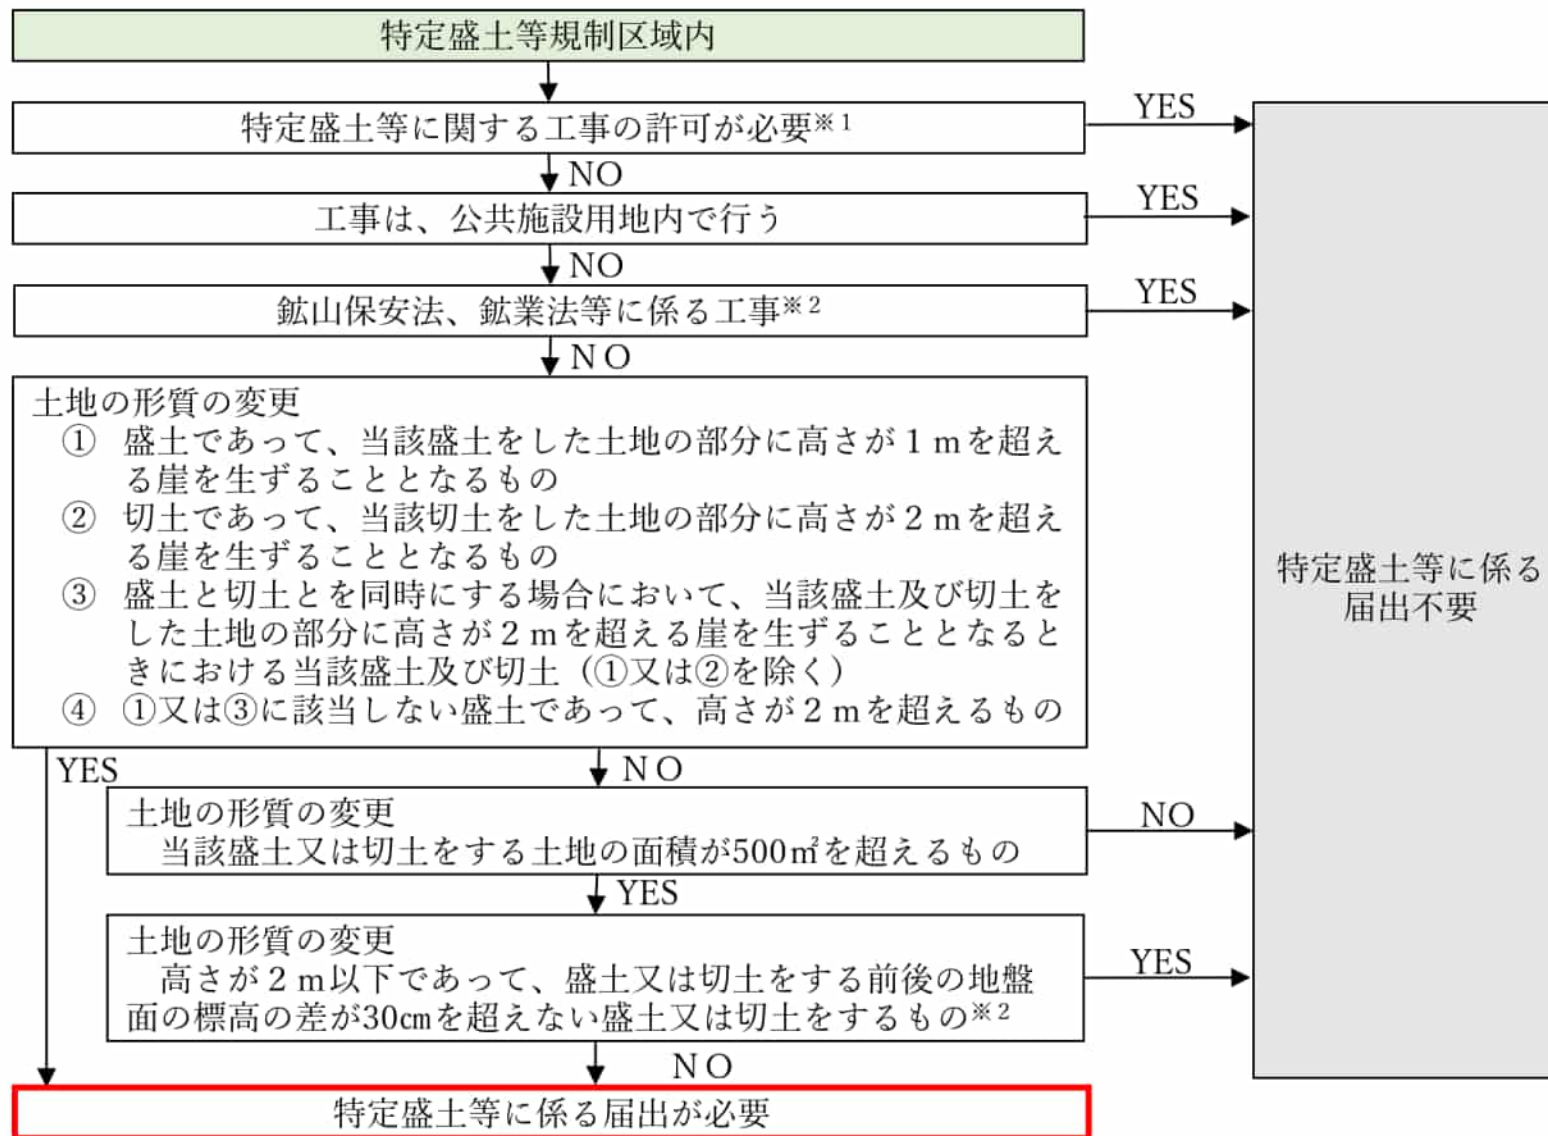 特定盛土等規制区域内
特定盛土等に関する工事の許可が必要※1
YES
NO
工事は、公共施設用地内で行う
YES
NO
鉱山保安法、鉱業法等に係る工事※2
YES
NO
土地の形質の変更
① 盛土であって、当該盛土をした土地の部分に高さが1mを超え
る崖を生ずることとなるもの
② 切土であって、当該切土をした土地の部分に高さが2mを超え
る崖を生ずることとなるもの
③ 盛土と切土とを同時にする場合において、当該盛土及び切土を
した土地の部分に高さが2mを超える崖を生ずることとなると
きにおける当該盛土及び切土(①又は②を除く)
④ ①又は③に該当しない盛土であって、高さが2mを超えるもの
特定盛土等に係る
届出不要
YES
NO
土地の形質の変更
当該盛土又は切土をする土地の面積が500㎡を超えるもの
NO
YES
土地の形質の変更
高さが2m以下であって、盛土又は切土をする前後の地盤
面の標高の差が30㎝を超えない盛土又は切土をするもの※2
YES
NO
特定盛土等に係る届出が必要